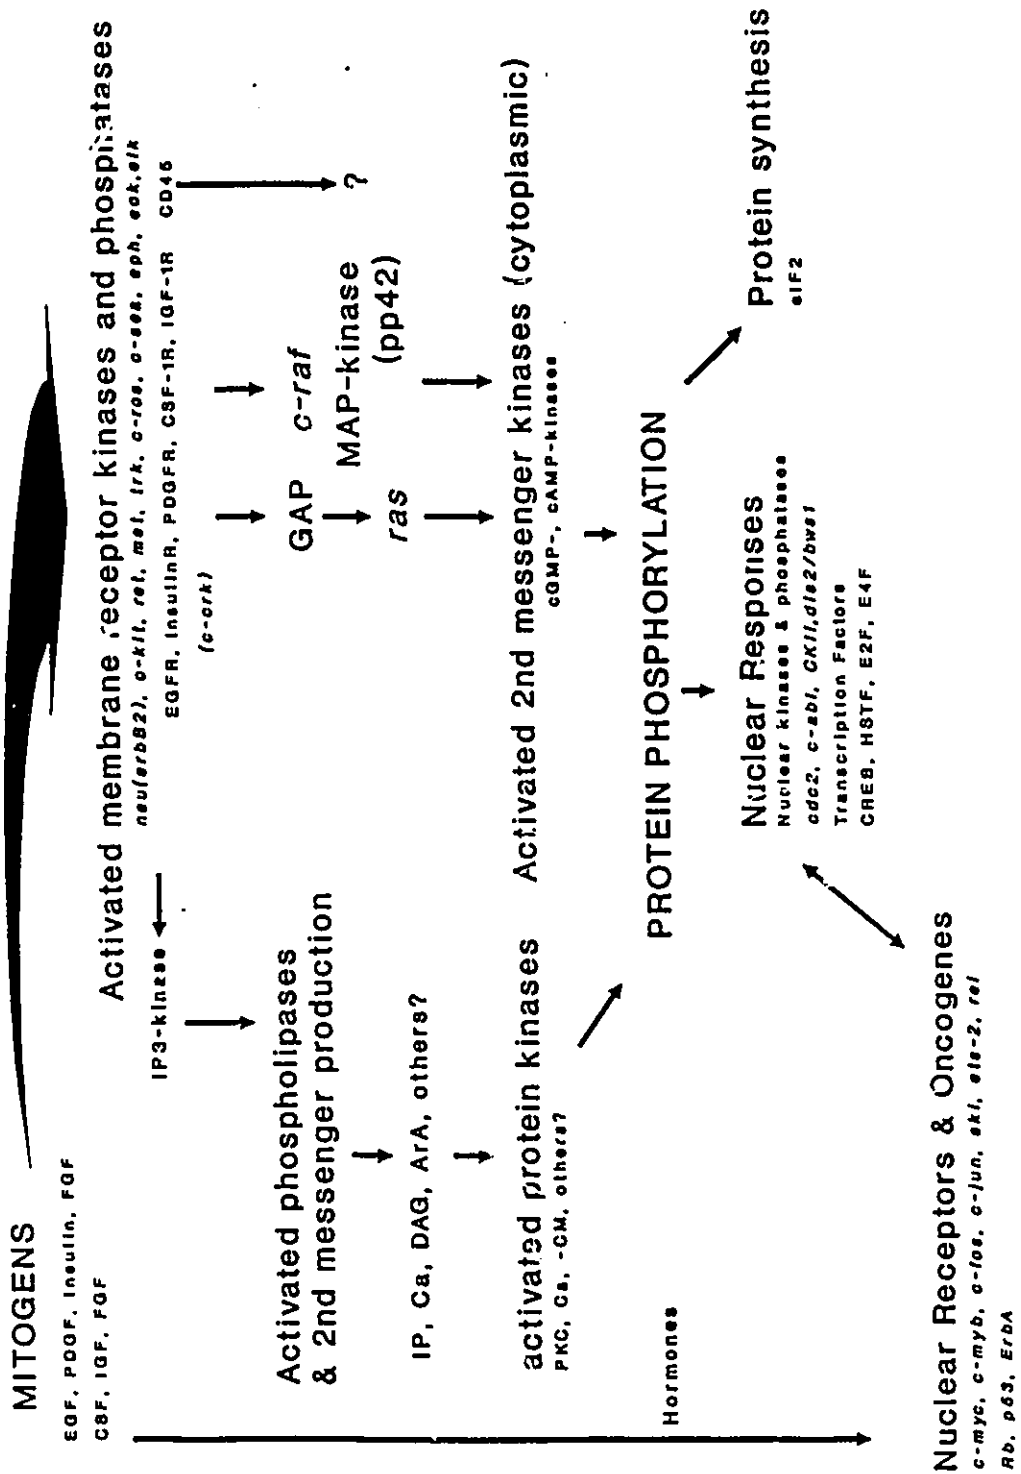 MITOGENS
EGF, PDGF, Insulin, FGF
CSF, IGF, FGF
Activated membrane receptor kinases and phosphatases
neu(erbB2), c-kit, ret, met, trk, c-ros, c-sea, eph, eck, elk
EGFR, InsulinR, PDGFR, CSF-1R, IGF-1R CD45
(c-crk)
IP3-kinase
GAP c-raf ?
MAP-kinase
ras (pp42)
Activated phospholipases
& 2nd messenger production
IP, Ca, DAG, ArA, others?
activated protein kinases
PKC, Ca, -CM, others?
Activated 2nd messenger kinases (cytoplasmic)
cGMP-, cAMP-kinases
PROTEIN PHOSPHORYLATION
Hormones
Nuclear Responses
Nuclear kinases & phosphatases
cdc2, c-abl, CKII, dis2/bws1
Transcription Factors
CREB, HSTF, E2F, E4F
Protein synthesis
eIF2
Nuclear Receptors & Oncogenes
c-myc, c-myb, c-fos, c-jun, ski, ets-2, rel
Rb, p53, ErbA